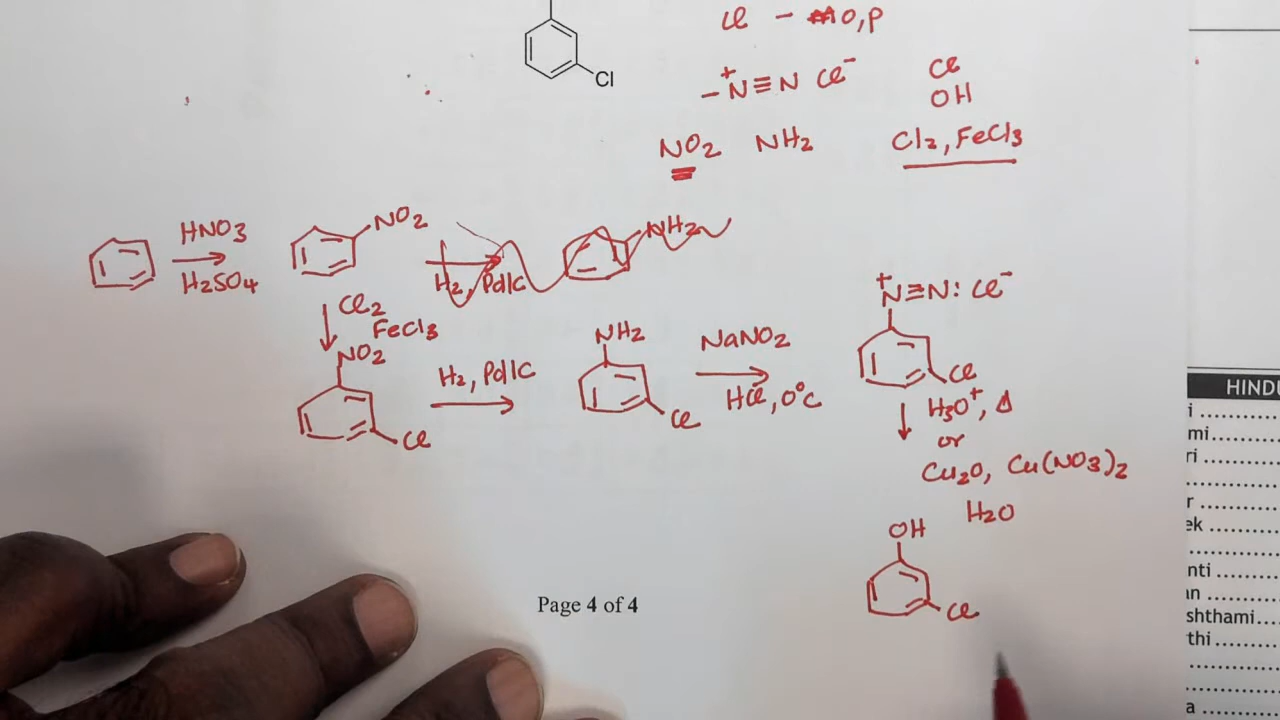 Cl - o,p
Cl
-N⁺≡N Cl⁻ Cl
OH
NO2 NH2 Cl2, FeCl3
HNO3
H2SO4
NO2
H2, Pd/C
NH2
Cl2
FeCl3
NO2
Cl
H2, Pd/C
NH2
Cl
NaNO2
HCl, 0°C
N⁺≡N: Cl⁻
Cl
H3O⁺, Δ
or
Cu2O, Cu(NO3)2
H2O
OH
Cl
Page 4 of 4
HINDU
i
mi
ri
r
ek
nti
an
shthami
thi
a